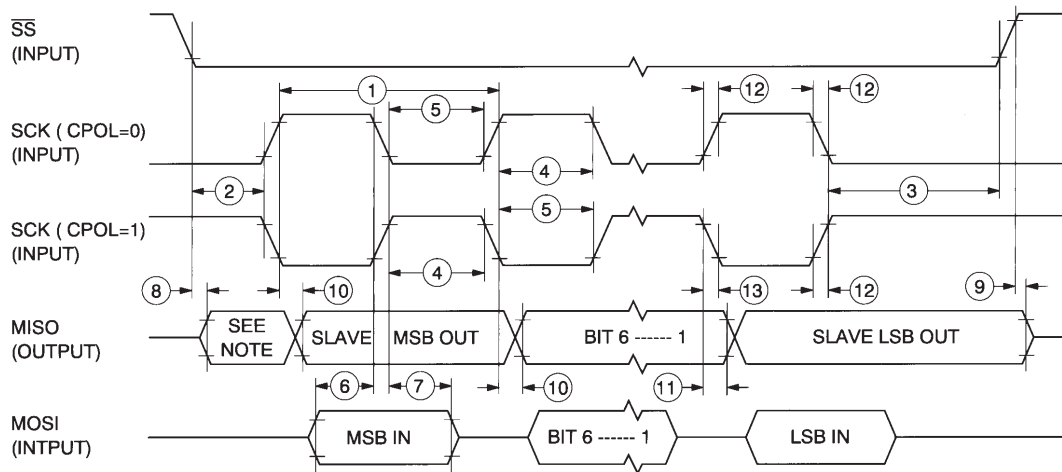 SS
(INPUT)
12 12
1
5
SCK ( CPOL=0)
(INPUT)
4
2 3
5
SCK ( CPOL=1)
(INPUT)
4
8 10 13 12 9
MISO
(OUTPUT)
SEE
NOTE
SLAVE MSB OUT
BIT 6 ------ 1
SLAVE LSB OUT
6 7 10 11
MOSI
(INTPUT)
MSB IN
BIT 6 ------ 1
LSB IN